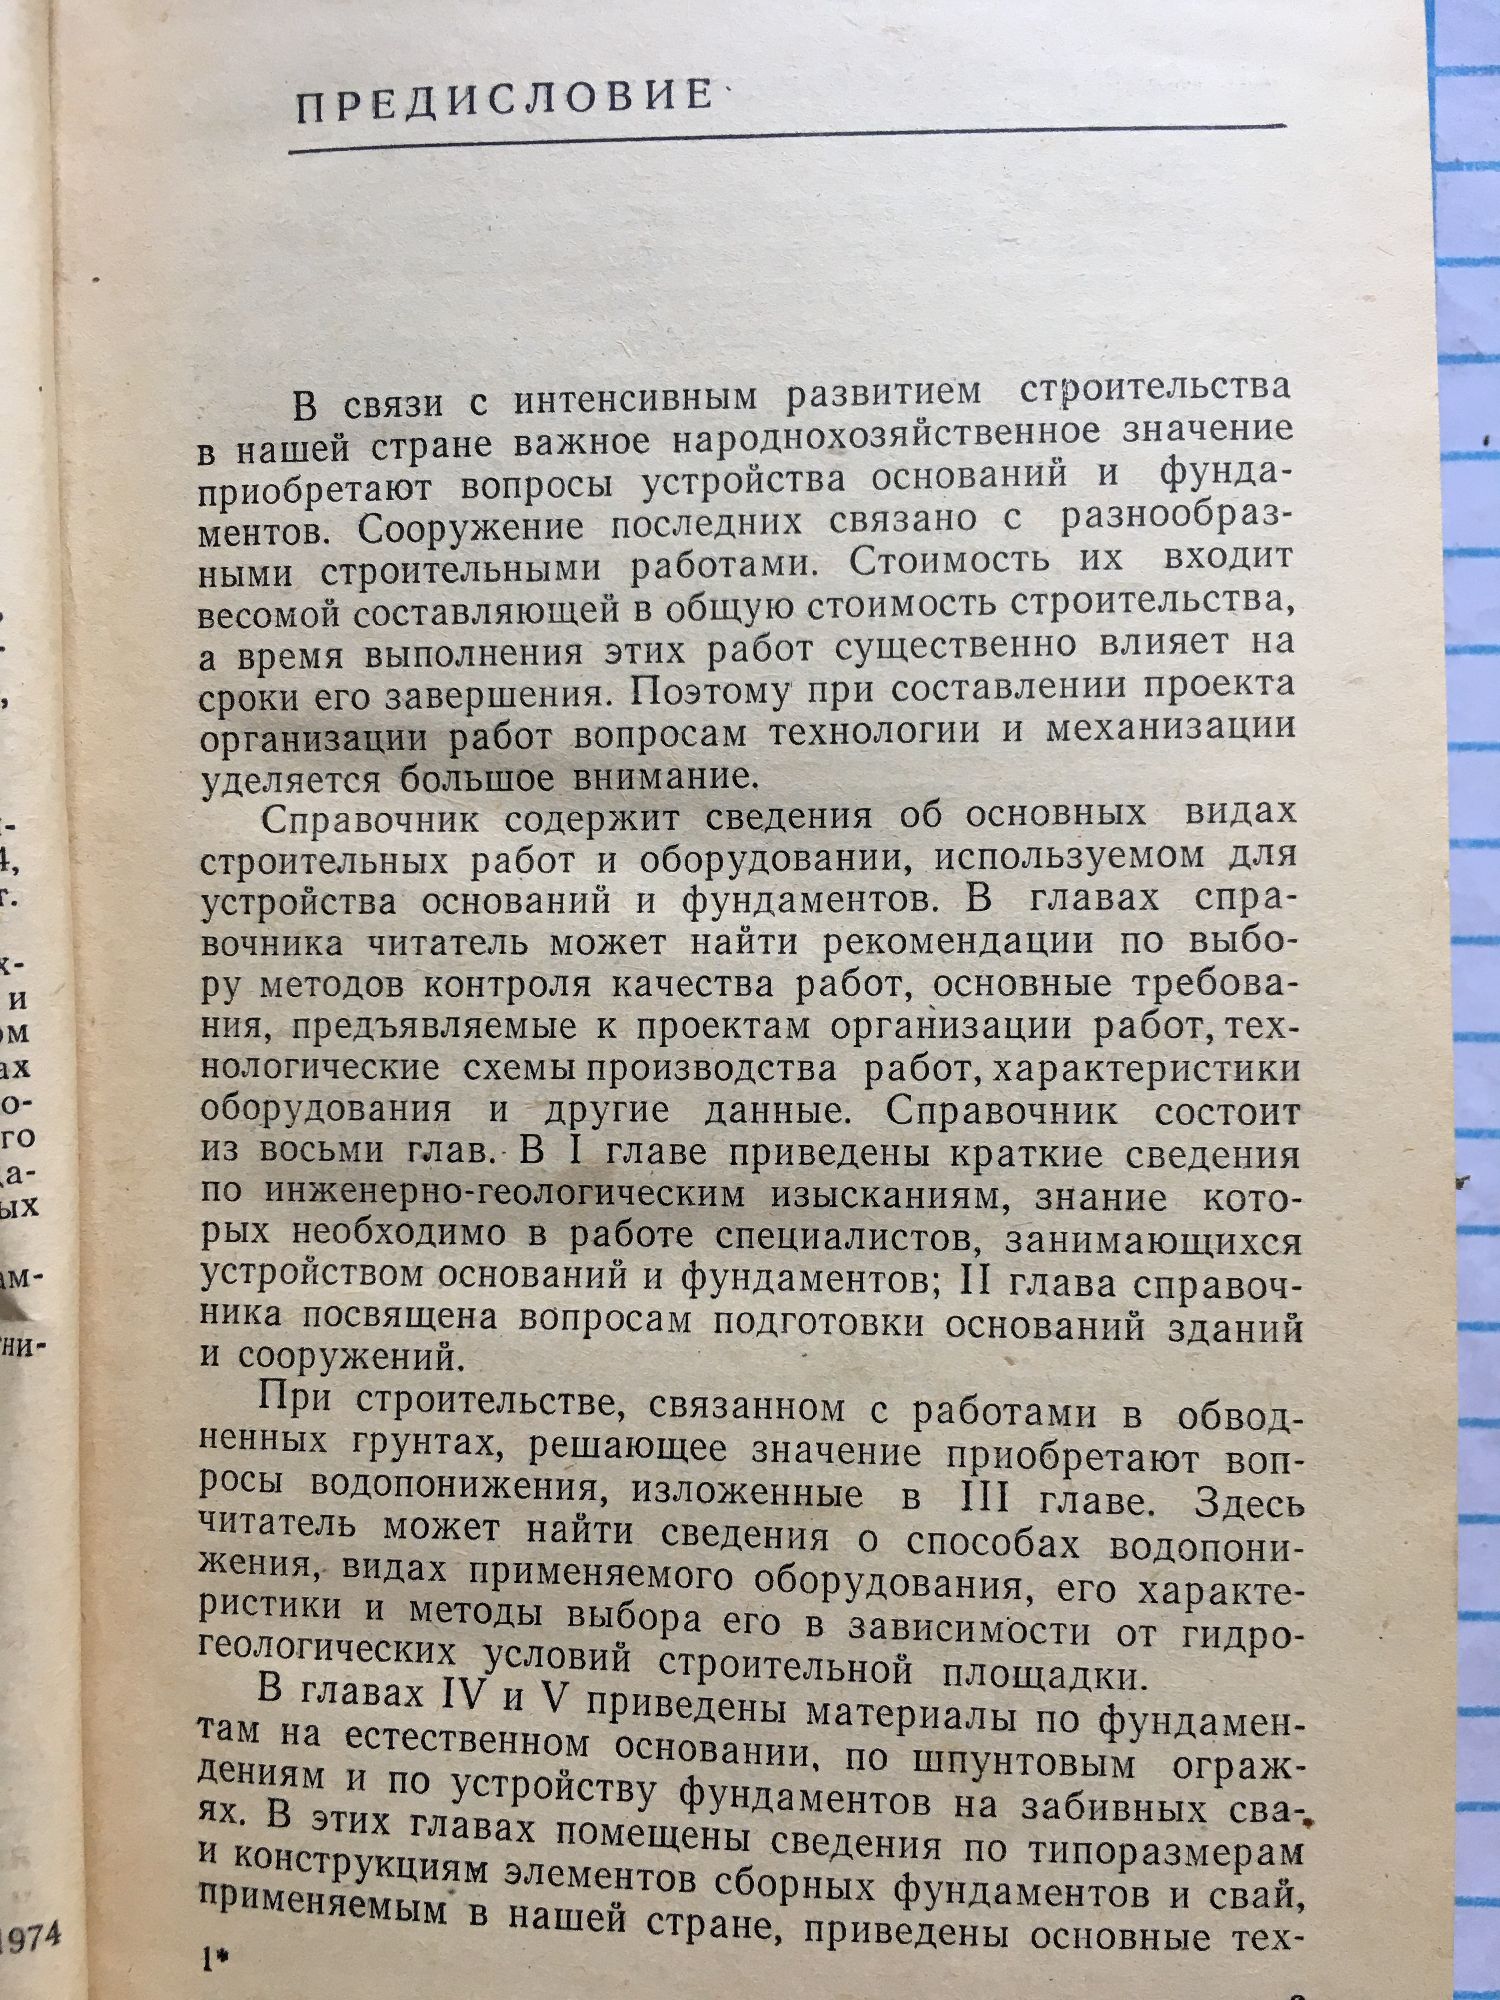 ПРЕДИСЛОВИЕ
В связи с интенсивным развитием строительства
в нашей стране важное народнохозяйственное значение
приобретают вопросы устройства оснований и фунда-
ментов. Сооружение последних связано с разнообраз-
ными строительными работами. Стоимость их входит
весомой составляющей в общую стоимость строительства,
а время выполнения этих работ существенно влияет на
сроки его завершения. Поэтому при составлении проекта
организации работ вопросам технологии и механизации
уделяется большое внимание.
Справочник содержит сведения об основных видах
строительных работ и оборудовании, используемом для
устройства оснований и фундаментов. В главах спра-
вочника читатель может найти рекомендации по выбо-
ру методов контроля качества работ, основные требова-
ния, предъявляемые к проектам организации работ, тех-
нологические схемы производства работ, характеристики
оборудования и другие данные. Справочник состоит
из восьми глав. В I главе приведены краткие сведения
по инженерно-геологическим изысканиям, знание кото-
рых необходимо в работе специалистов, занимающихся
устройством оснований и фундаментов; II глава справоч-
ника посвящена вопросам подготовки оснований зданий
и сооружений.
При строительстве, связанном с работами в обвод-
ненных грунтах, решающее значение приобретают воп-
росы водопонижения, изложенные в III главе. Здесь
читатель может найти сведения о способах водопони-
жения, видах применяемого оборудования, его характе-
ристики и методы выбора его в зависимости от гидро-
геологических условий строительной площадки.
В главах IV и V приведены материалы по фундамен-
там на естественном основании, по шпунтовым ограж-
дениям и по устройству фундаментов на забивных сва-
ях. В этих главах помещены сведения по типоразмерам
и конструкциям элементов сборных фундаментов и свай,
применяемым в нашей стране, приведены основные тех-
1*
1974